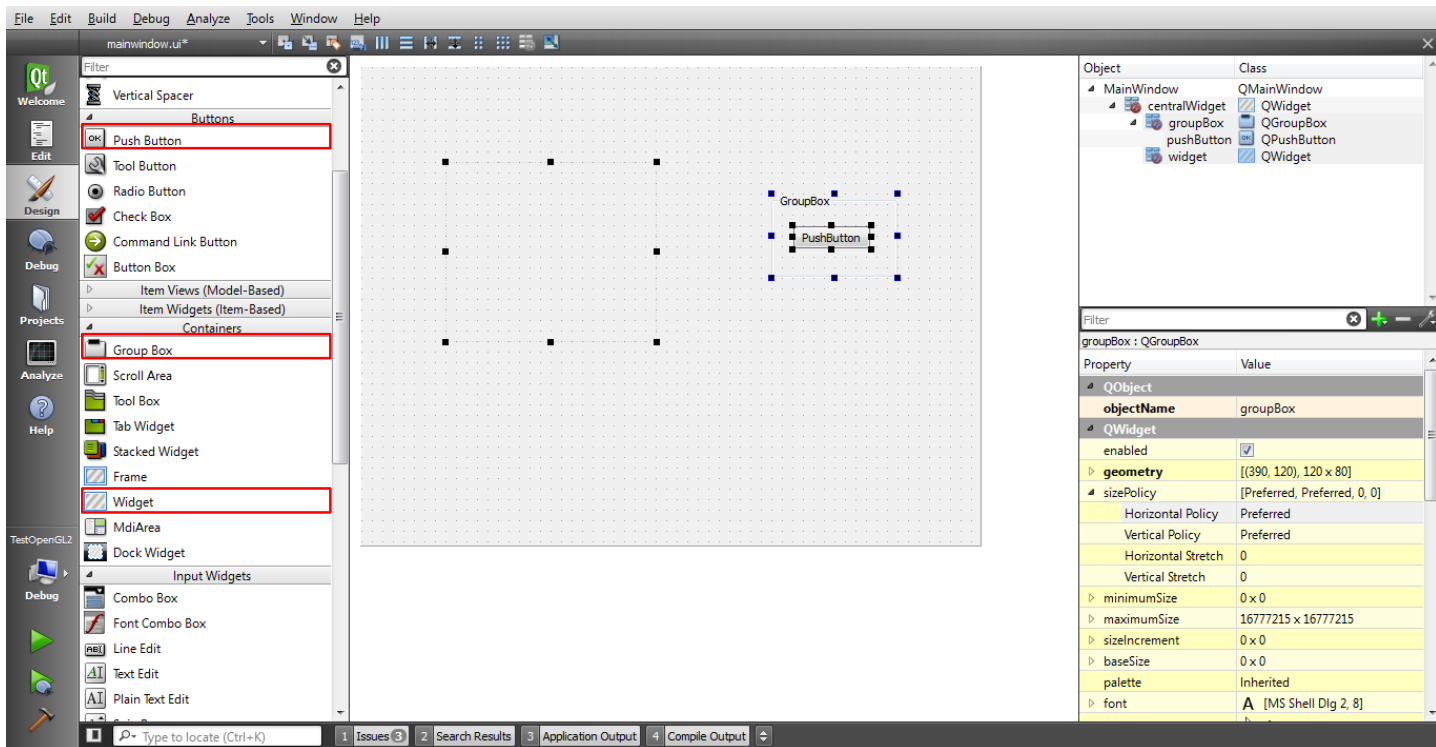 File Edit Build Debug Analyze Tools Window Help
mainwindow.ui*
Welcome
Edit
Design
Debug
Projects
Analyze
Help
TestOpenGL2
Debug
Filter
Vertical Spacer
Buttons
OK Push Button
Tool Button
Radio Button
Check Box
Command Link Button
Button Box
Item Views (Model-Based)
Item Widgets (Item-Based)
Containers
Group Box
Scroll Area
Tool Box
Tab Widget
Stacked Widget
Frame
Widget
MdiArea
Dock Widget
Input Widgets
Combo Box
Font Combo Box
ABI Line Edit
AI Text Edit
AI Plain Text Edit
GroupBox
PushButton
Object Class
MainWindow QMainWindow
centralWidget QWidget
groupBox QGroupBox
pushButton QPushButton
widget QWidget
Filter
groupBox : QGroupBox
Property Value
QObject
objectName groupBox
QWidget
enabled
geometry [(390, 120), 120 x 80]
sizePolicy [Preferred, Preferred, 0, 0]
Horizontal Policy Preferred
Vertical Policy Preferred
Horizontal Stretch 0
Vertical Stretch 0
minimumSize 0 x 0
maximumSize 16777215 x 16777215
sizeIncrement 0 x 0
baseSize 0 x 0
palette Inherited
font A [MS Shell Dlg 2, 8]
Type to locate (Ctrl+K) 1 Issues 3 2 Search Results 3 Application Output 4 Compile Output